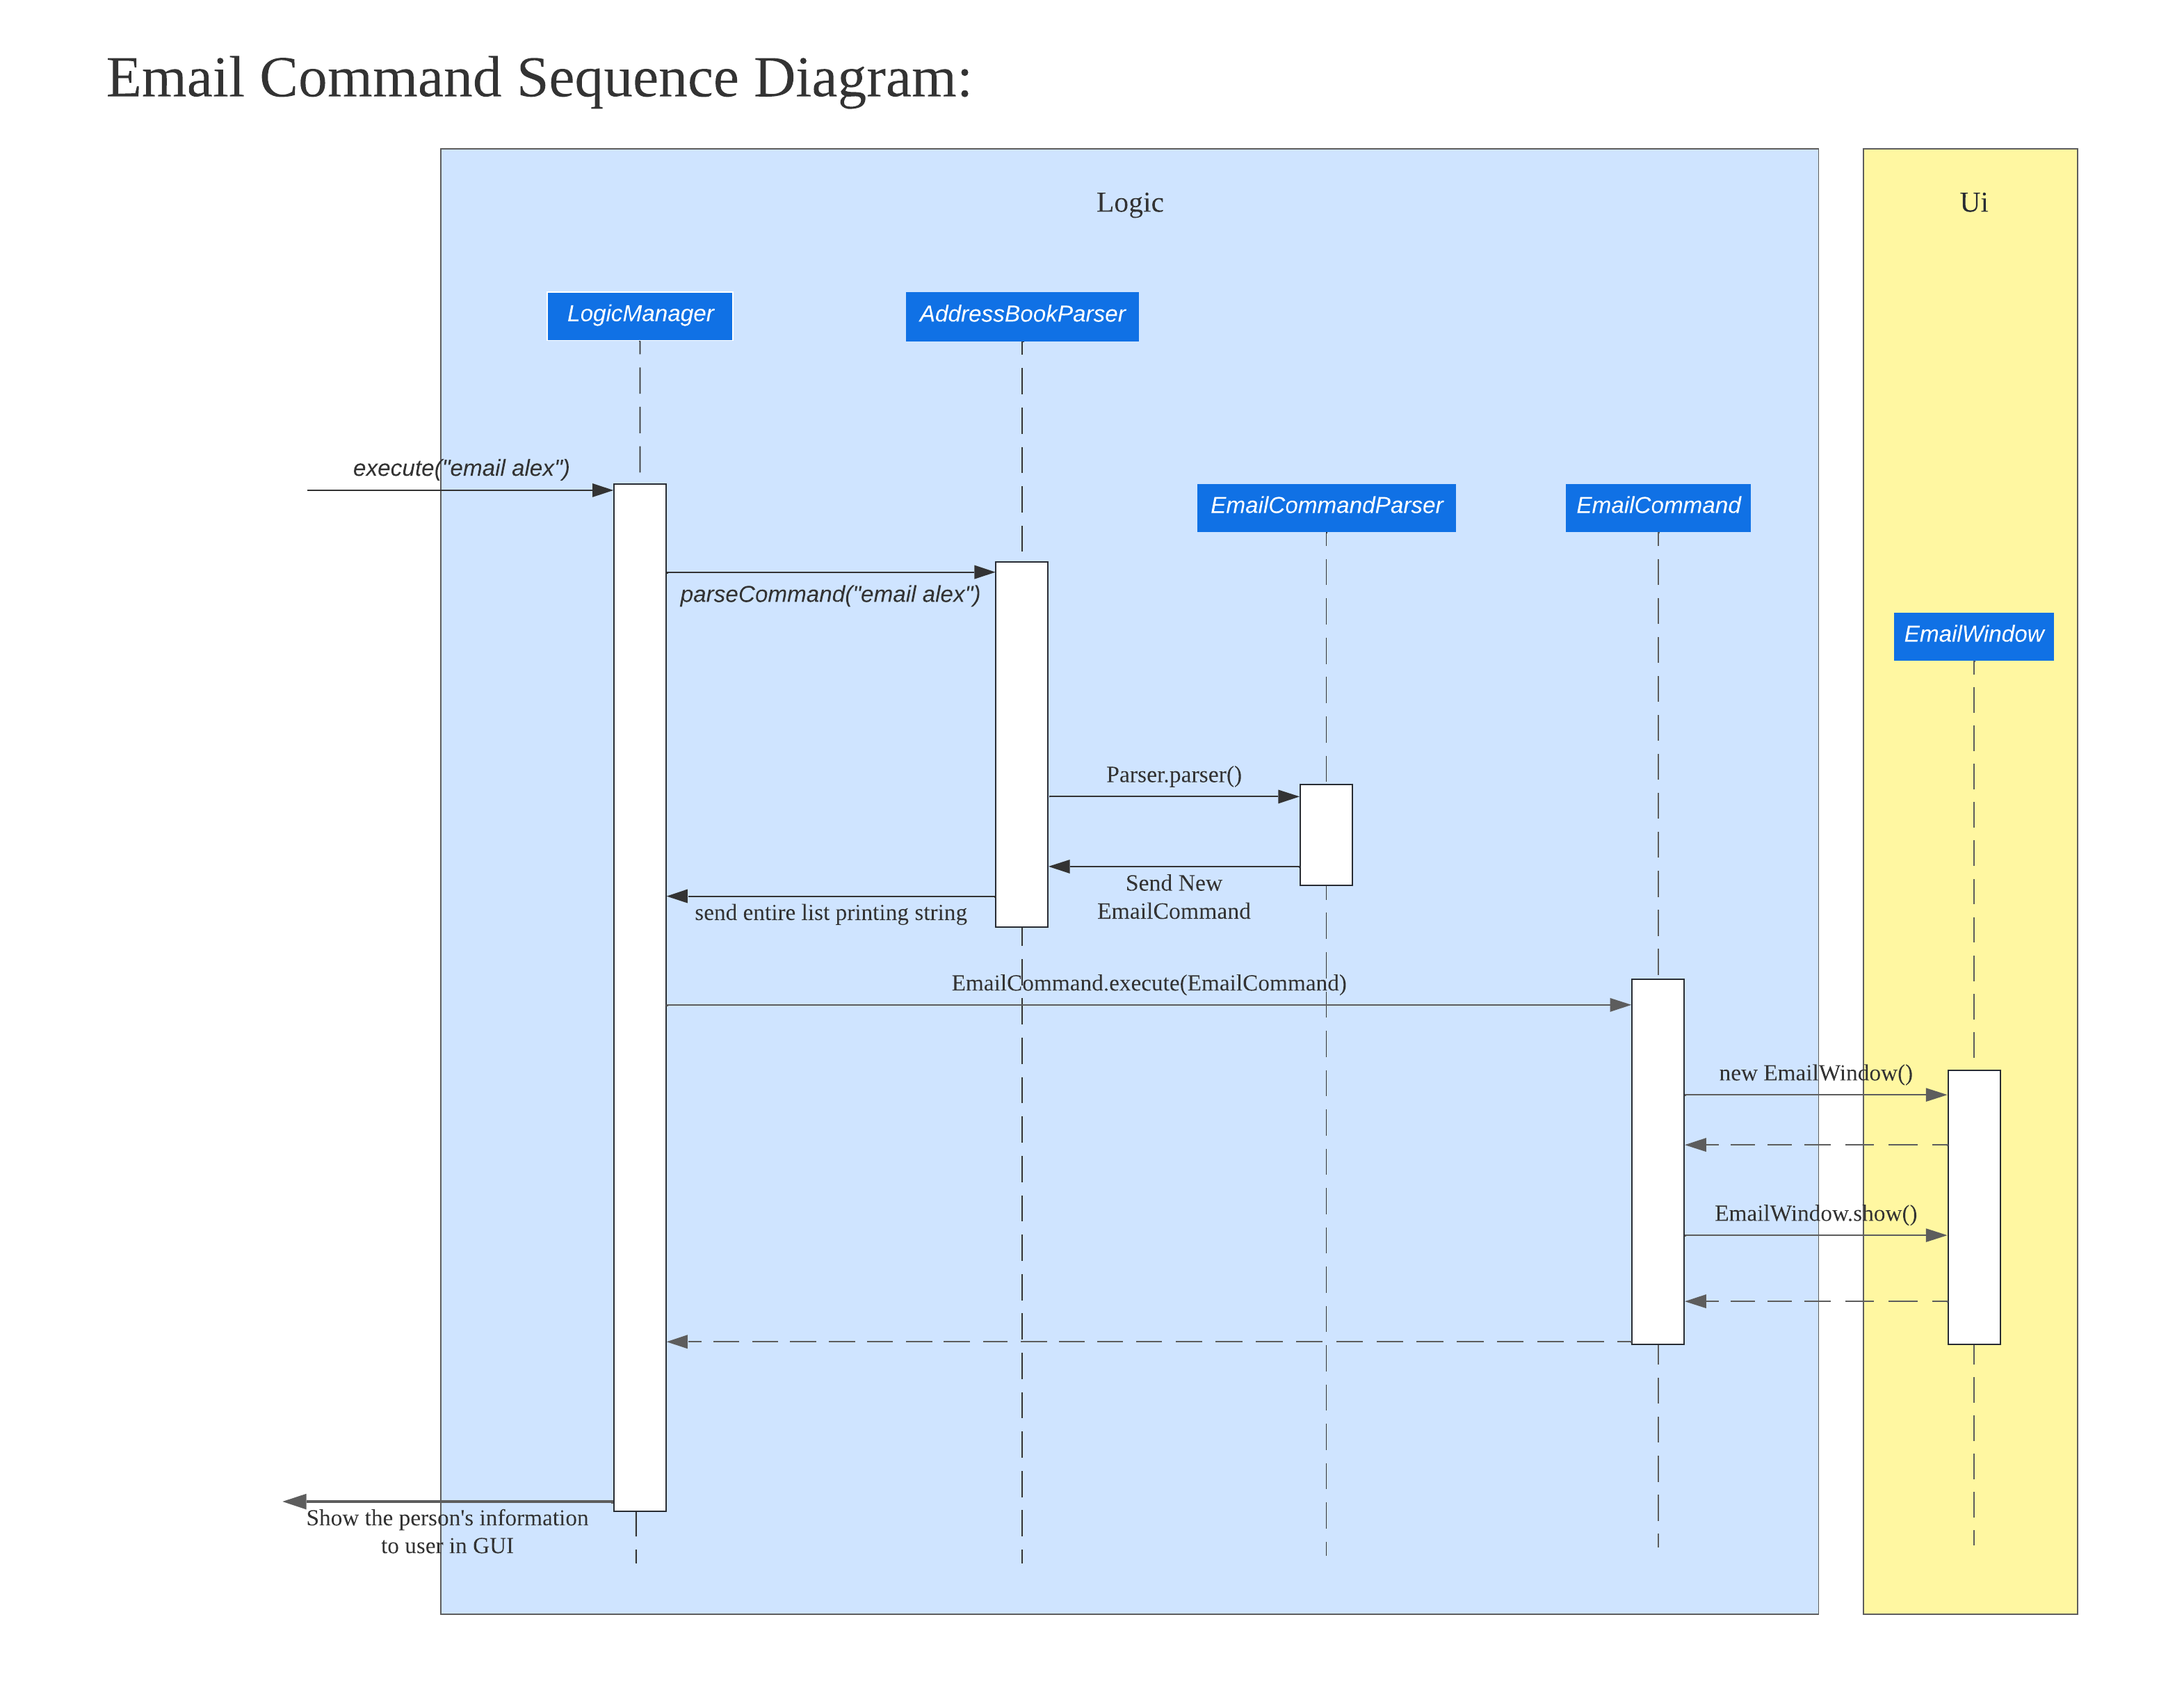 Email Command Sequence Diagram:
Logic
Ui
LogicManager
AddressBookParser
execute("email alex")
EmailCommandParser
EmailCommand
parseCommand("email alex")
EmailWindow
Parser.parser()
Send New
EmailCommand
send entire list printing string
EmailCommand.execute(EmailCommand)
new EmailWindow()
EmailWindow.show()
Show the person's information
to user in GUI